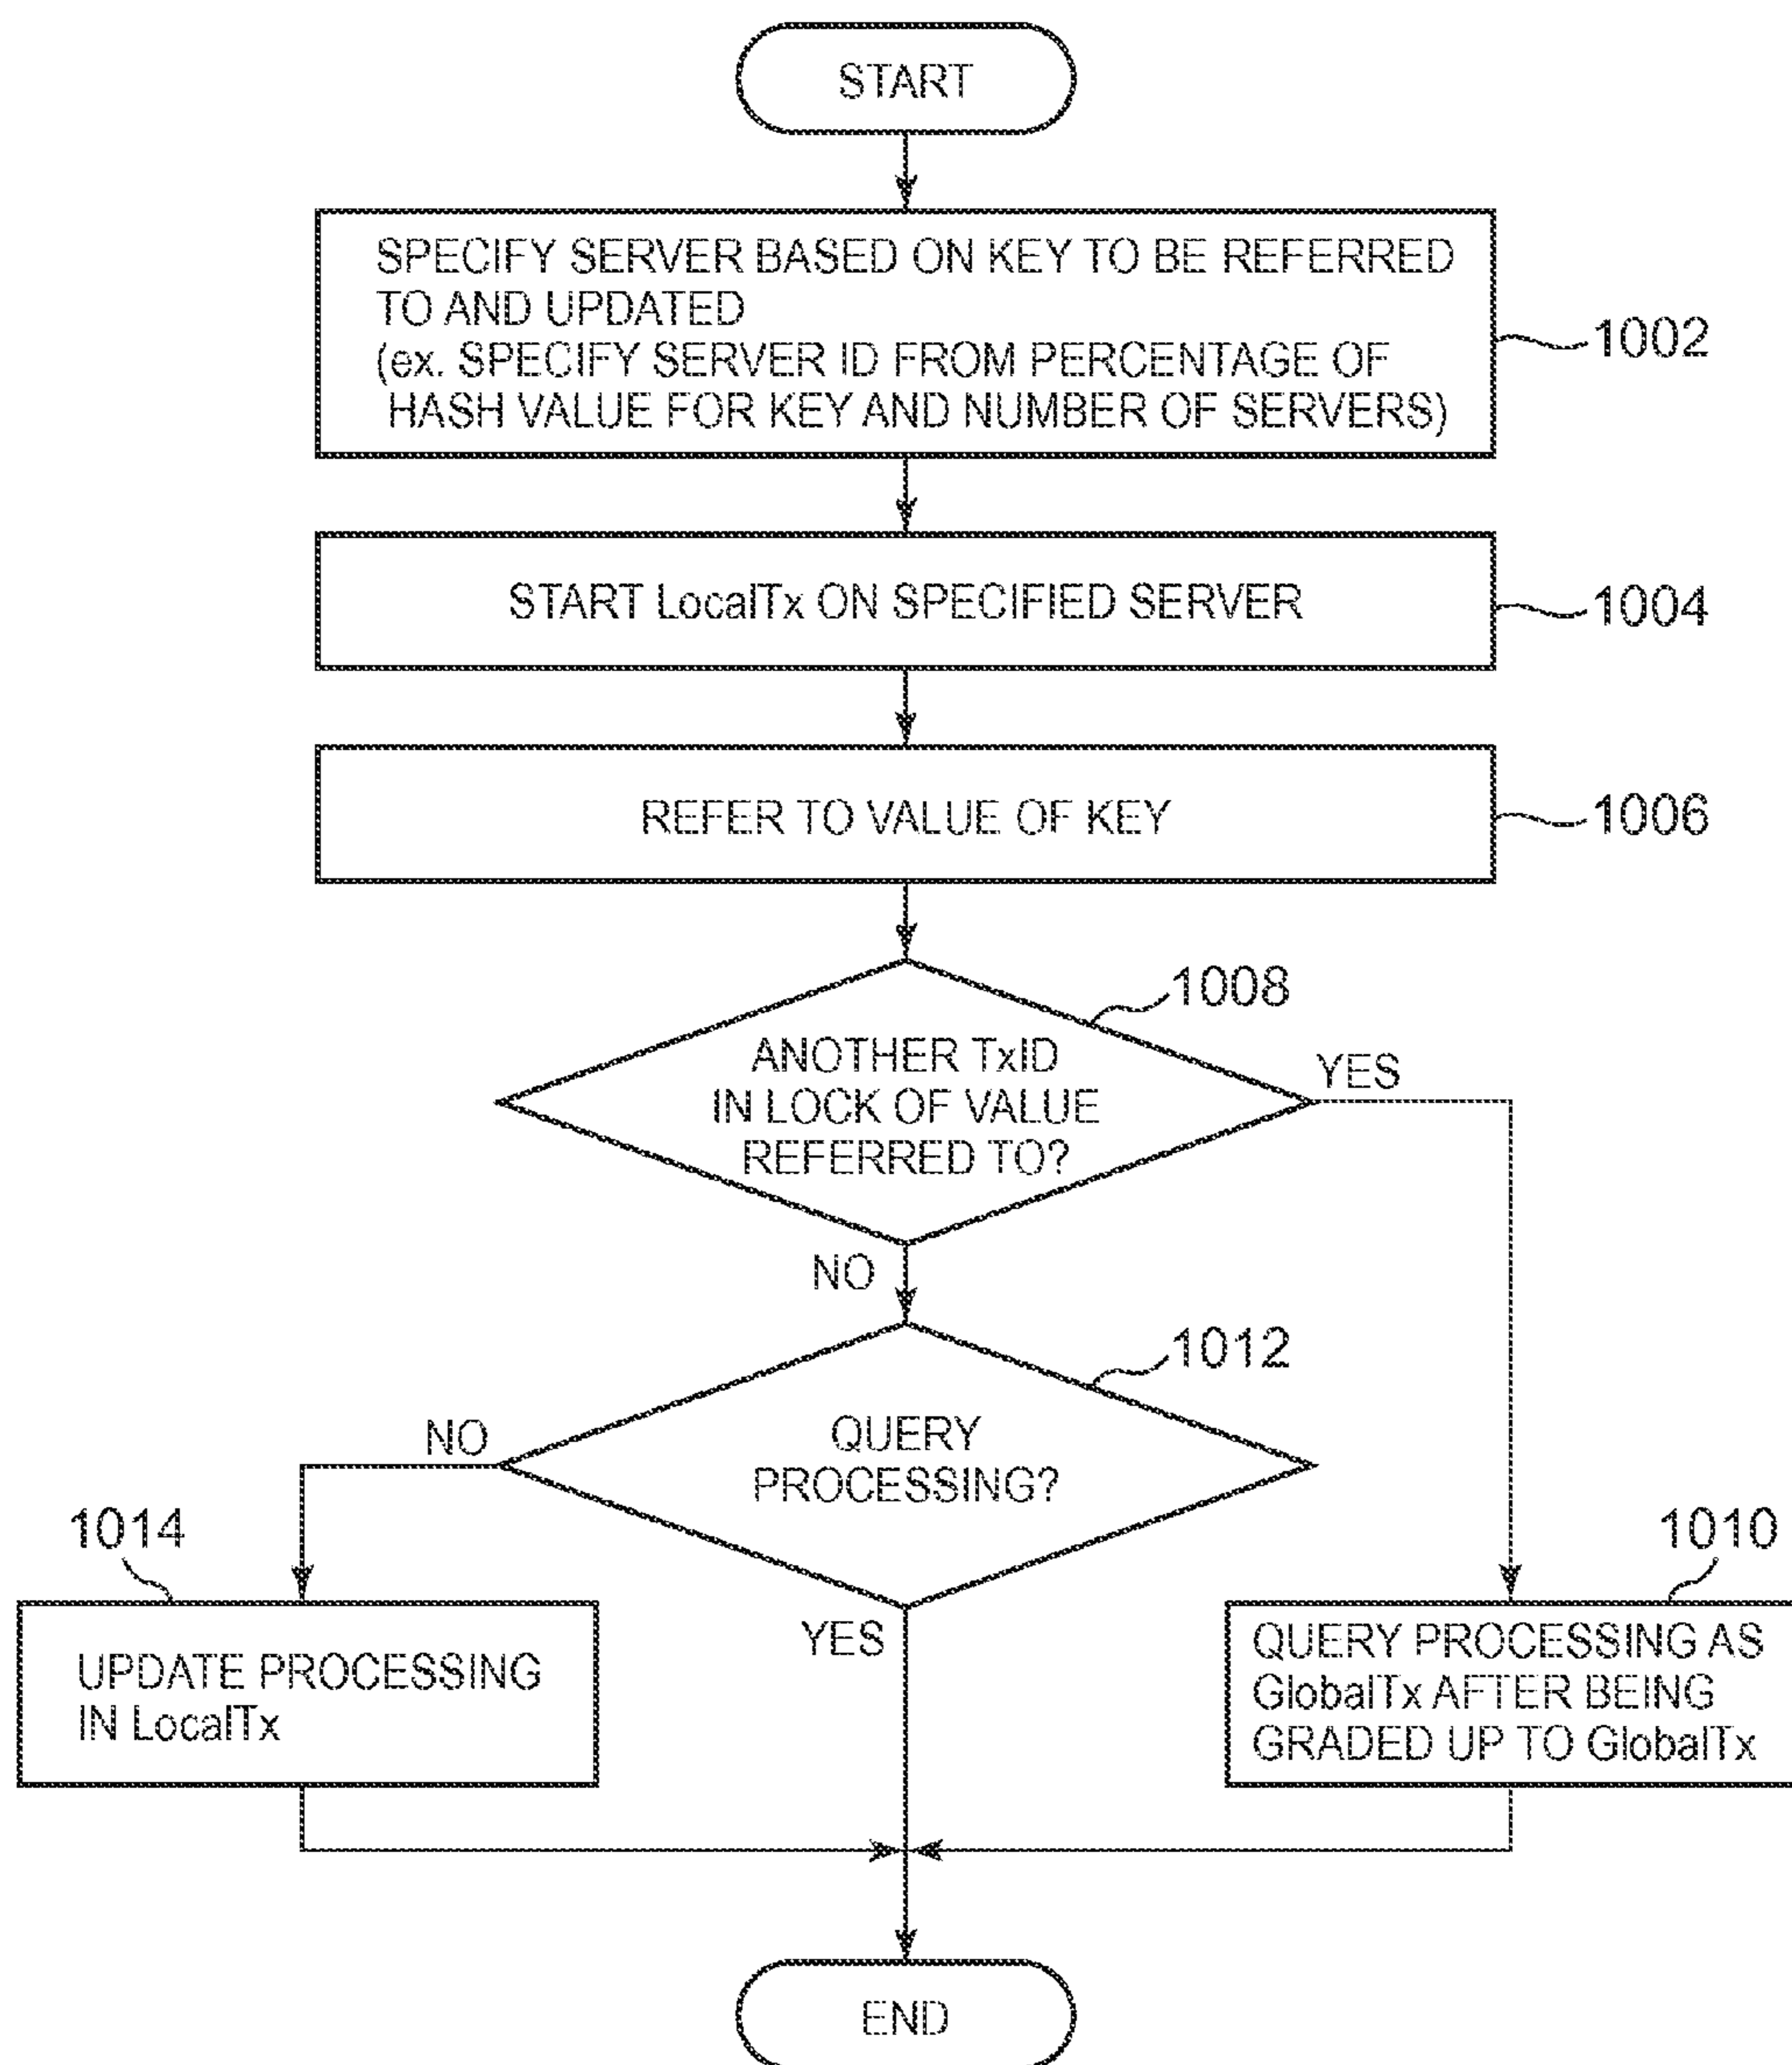 START
SPECIFY SERVER BASED ON KEY TO BE REFERRED
TO AND UPDATED
(ex. SPECIFY SERVER ID FROM PERCENTAGE OF
HASH VALUE FOR KEY AND NUMBER OF SERVERS)
1002
START LocalTx ON SPECIFIED SERVER
1004
REFER TO VALUE OF KEY
1006
1008
ANOTHER TxID
IN LOCK OF VALUE
REFERRED TO?
YES
NO
1012
QUERY
PROCESSING?
NO
YES
1014
UPDATE PROCESSING
IN LocalTx
1010
QUERY PROCESSING AS
GlobalTx AFTER BEING
GRADED UP TO GlobalTx
END